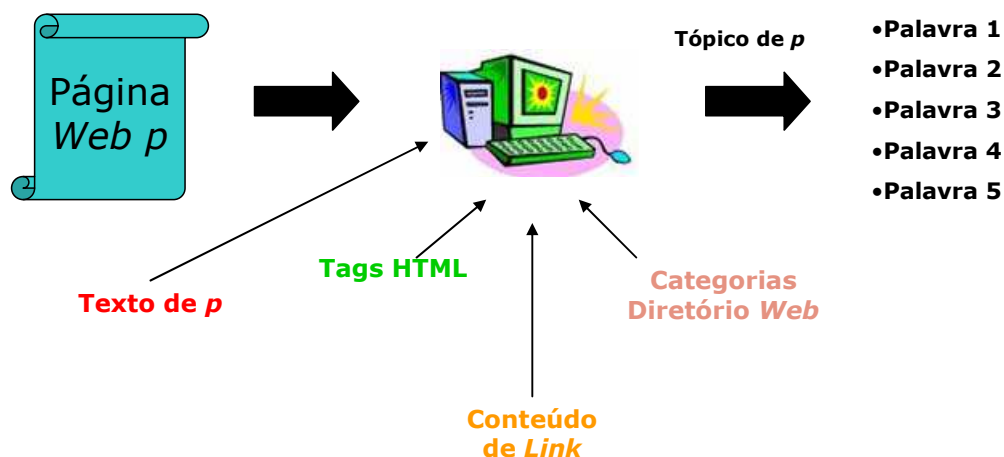 Página
Web p
Tópico de p
•Palavra 1
•Palavra 2
•Palavra 3
•Palavra 4
•Palavra 5
Tags HTML
Texto de p
Categorias
Diretório Web
Conteúdo
de Link